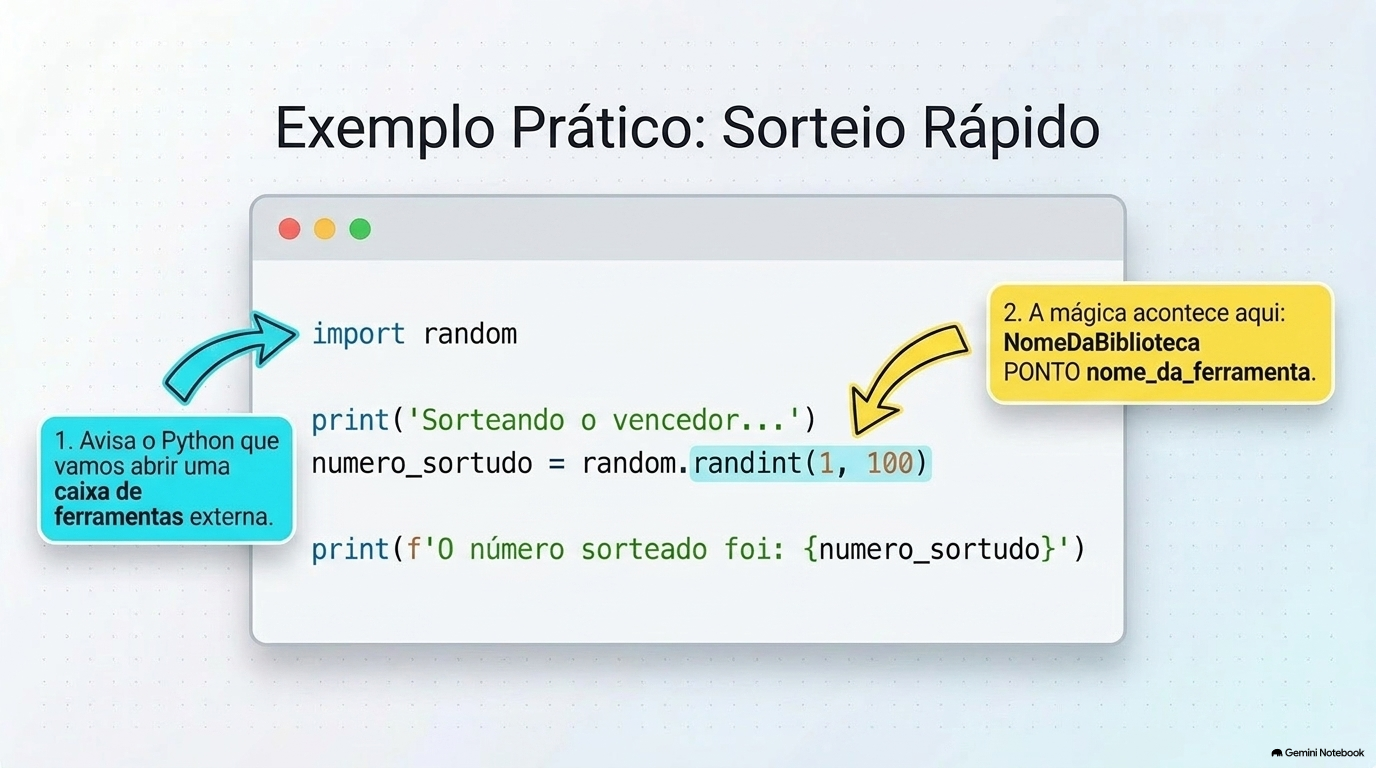 Exemplo Prático: Sorteio Rápido
import random
print('Sorteando o vencedor...')
numero_sortudo = random.randint(1, 100)
print(f'O número sorteado foi: {numero_sortudo}')
1. Avisa o Python que
vamos abrir uma
caixa de
ferramentas externa.
2. A mágica acontece aqui:
NomeDaBiblioteca
PONTO nome_da_ferramenta.
Gemini Notebook